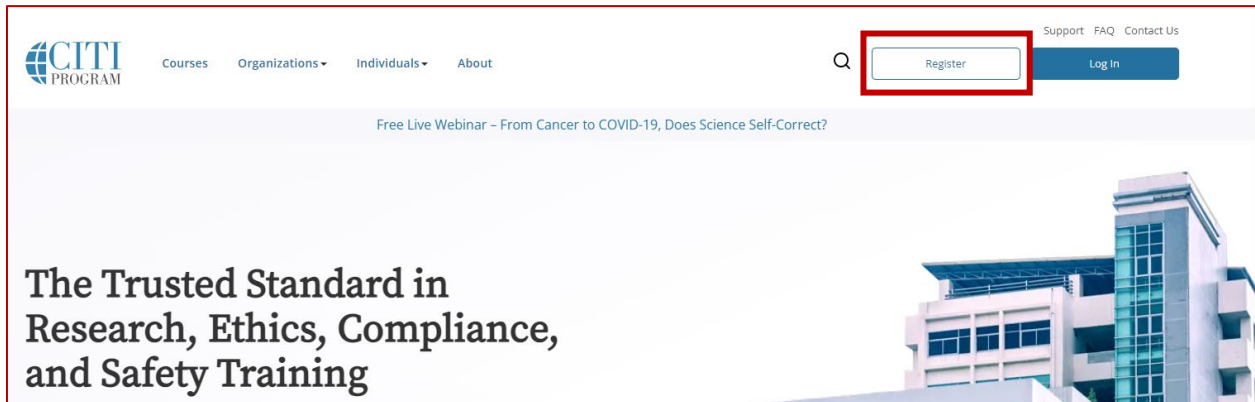 Support FAQ Contact Us
CITI
PROGRAM
Courses Organizations Individuals About
Register
Log In
Free Live Webinar – From Cancer to COVID-19, Does Science Self-Correct?
The Trusted Standard in
Research, Ethics, Compliance,
and Safety Training